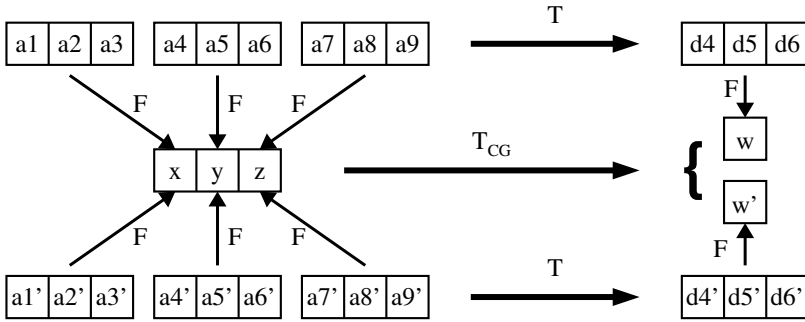 a1 a2 a3 a4 a5 a6 a7 a8 a9 T d4 d5 d6
F F F F
x y z T_CG { w
w’
F F F F
a1’ a2’ a3’ a4’ a5’ a6’ a7’ a8’ a9’ T d4’ d5’ d6’